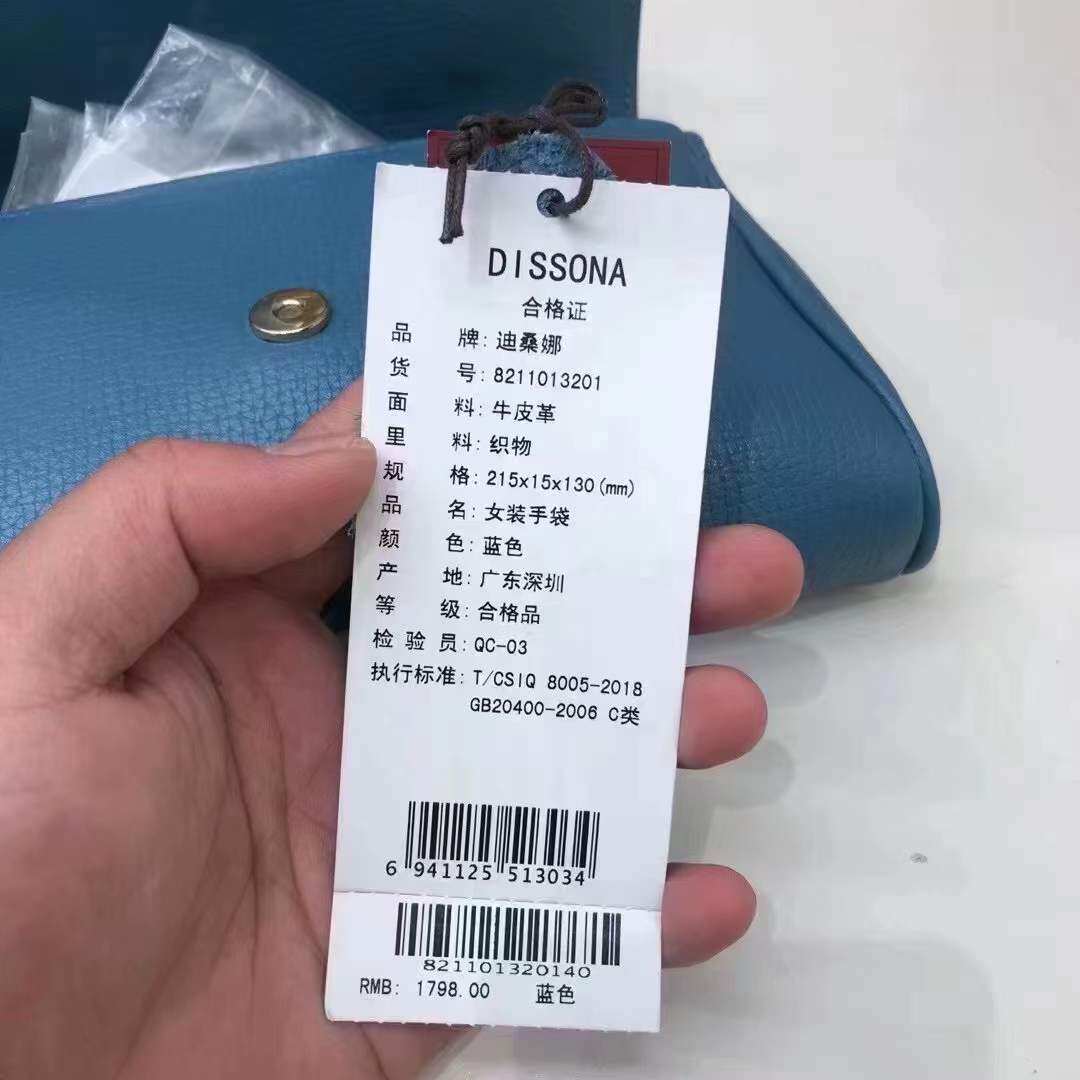 DISSONA
合格证
品 牌: 迪桑娜
货 号: 8211013201
面 料: 牛皮革
里 料: 织物
规 格: 215x15x130(mm)
品 名: 女装手袋
颜 色: 蓝色
产 地: 广东深圳
等 级: 合格品
检 验 员: QC-03
执行标准: T/CSIQ 8005-2018
GB20400-2006 C类
6 941125 513034
821101320140
RMB: 1798.00 蓝色